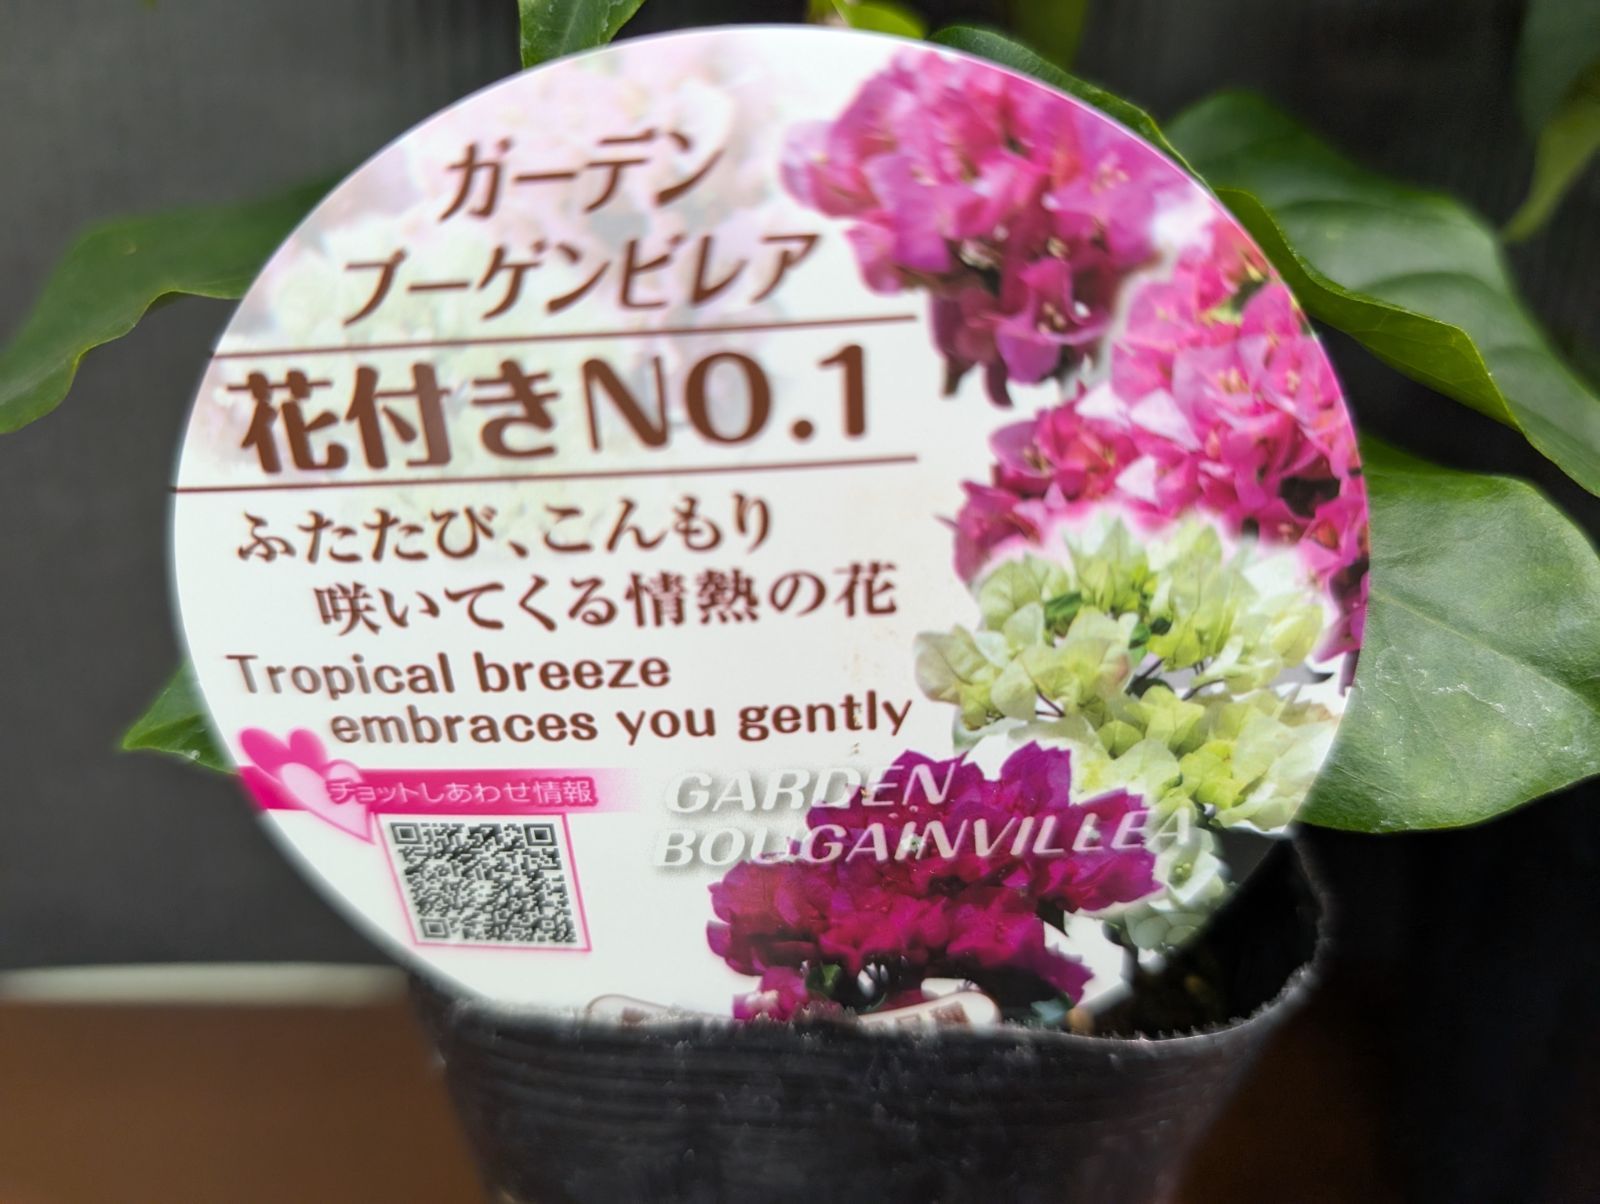 ガーデン
ブーゲンビレア
花付きNO.1
ふたたび、こんもり
咲いてくる情熱の花
Tropical breeze
embraces you gently
チョットしあわせ情報
GARDEN
BOUGAINVILLEA